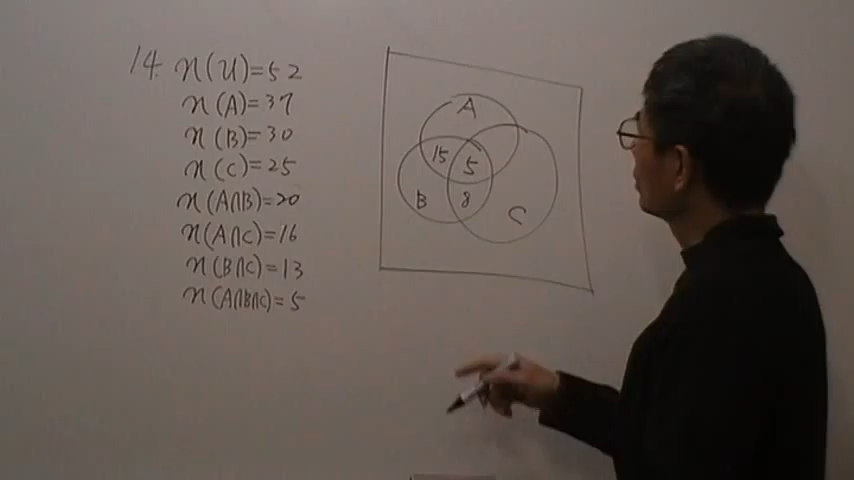 14. n(U)=52
n(A)=37
n(B)=30
n(C)=25
n(A∩B)=20
n(A∩C)=16
n(B∩C)=13
n(A∩B∩C)=5
A
15
5
B
8
C